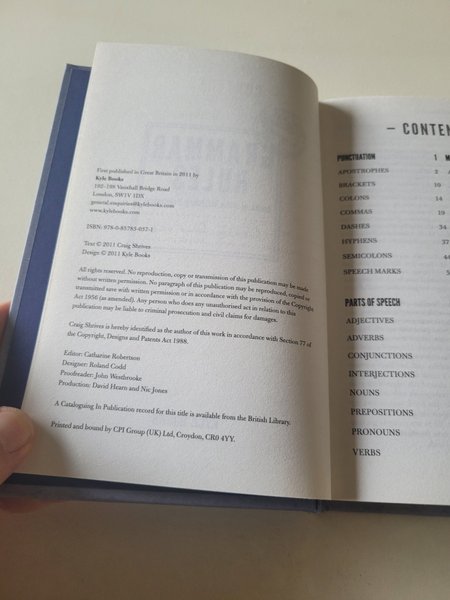 First published in Great Britain in 2011 by
Kyle Books
192-198 Vauxhall Bridge Road
London, SW1V 1DX
general.enquiries@kylebooks.com
www.kylebooks.com
ISBN: 978-0-85783-037-1
Text © 2011 Craig Shrives
Design © 2011 Kyle Books
All rights reserved. No reproduction, copy or transmission of this publication may be made
without written permission. No paragraph of this publication may be reproduced, copied or
transmitted save with written permission or in accordance with the provision of the Copyright
Act 1956 (as amended). Any person who does any unauthorised act in relation to this
publication may be liable to criminal prosecution and civil claims for damages.
Craig Shrives is hereby identified as the author of this work in accordance with Section 77 of
the Copyright, Designs and Patents Act 1988.
Editor: Catharine Robertson
Designer: Roland Codd
Proofreader: John Westbrooke
Production: David Hearn and Nic Jones
A Cataloguing In Publication record for this title is available from the British Library.
Printed and bound by CPI Group (UK) Ltd, Croydon, CR0 4YY.
– CONTEN
PUNCTUATION 1 M
APOSTROPHES 2
BRACKETS 10
COLONS 14
COMMAS 19
DASHES 34
HYPHENS 37
SEMICOLONS 44
SPEECH MARKS 5
PARTS OF SPEECH
ADJECTIVES
ADVERBS
CONJUNCTIONS
INTERJECTIONS
NOUNS
PREPOSITIONS
PRONOUNS
VERBS